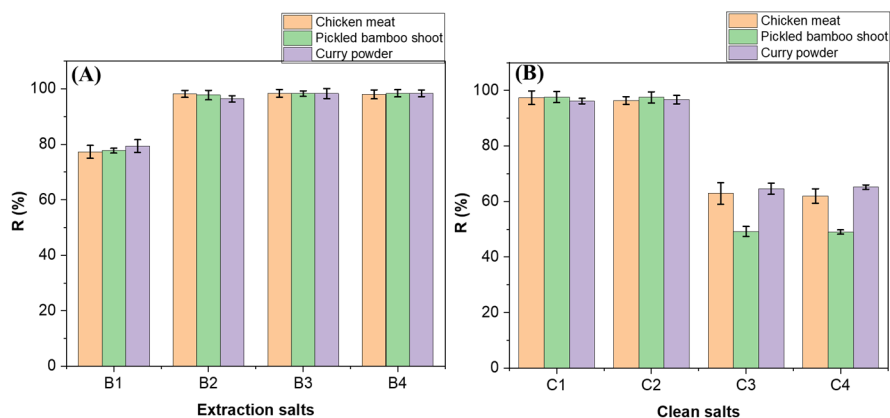 Chicken meat
Pickled bamboo shoot
Curry powder
(A)
100
80
60
40
20
0
R (%)
B1 B2 B3 B4
Extraction salts
Chicken meat
Pickled bamboo shoot
Curry powder
(B)
100
80
60
40
20
0
R (%)
C1 C2 C3 C4
Clean salts